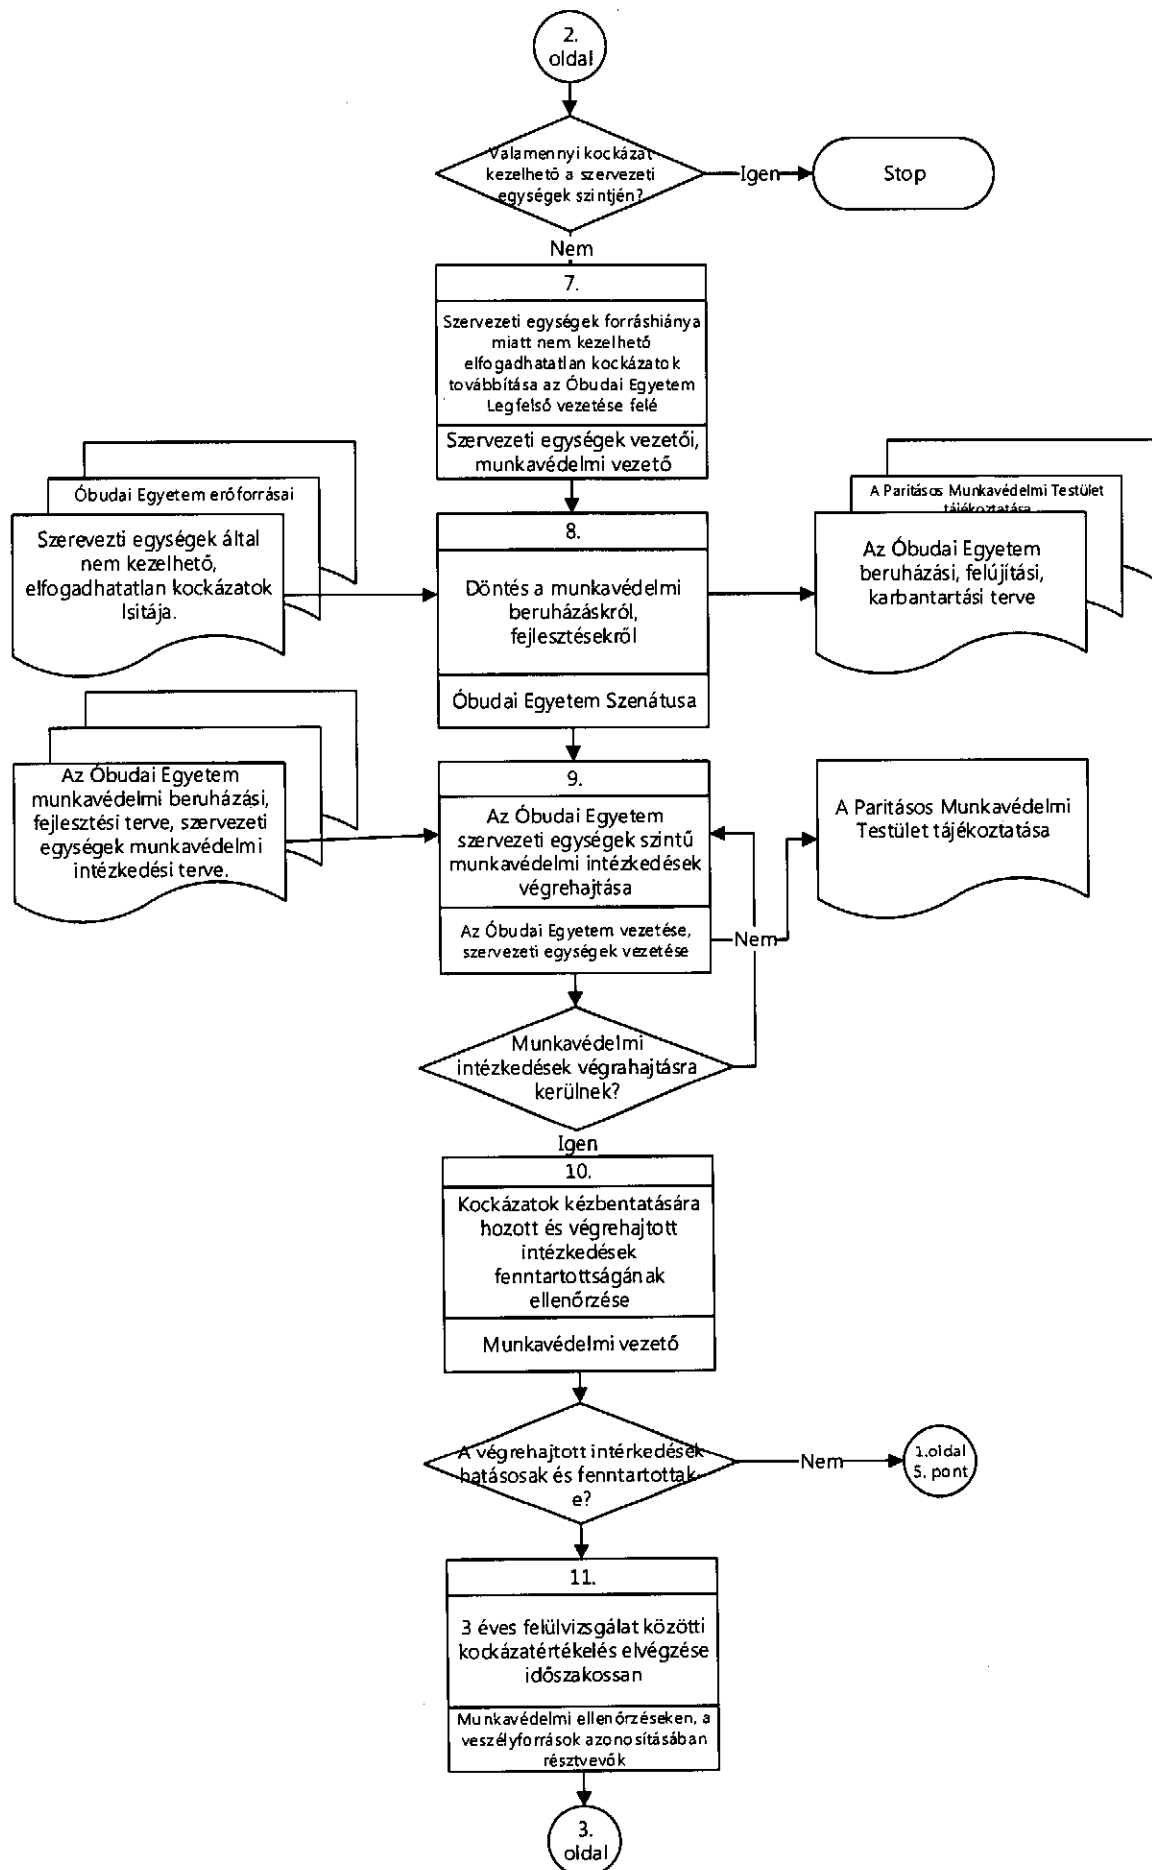 2.
oldal
Valamennyi kockázat
kezelhető a szervezeti
egységek szintjén?
Igen
Stop
Nem
7.
Szervezeti egységek forráshiánya
miatt nem kezelhető
elfogadhatatlan kockázatok
továbbítása az Óbudai Egyetem
Legfelső vezetése felé
Szervezeti egységek vezetői,
munkavédelmi vezető
Óbudai Egyetem erőforrásai
Szerevezti egységek által
nem kezelhető,
elfogadhatatlan kockázatok
lsitája.
8.
Döntés a munkavédelmi
beruházáskról,
fejlesztésekről
Óbudai Egyetem Szenátusa
A Paritásos Munkavédelmi Testület
tájékoztatása
Az Óbudai Egyetem
beruházási, felújítási,
karbantartási terve
Az Óbudai Egyetem
munkavédelmi beruházási,
fejlesztési terve, szervezeti
egységek munkavédelmi
intézkedési terve.
9.
Az Óbudai Egyetem
szervezeti egységek szintű
munkavédelmi intézkedések
végrehajtása
Az Óbudai Egyetem vezetése,
szervezeti egységek vezetése
Nem
A Paritásos Munkavédelmi
Testület tájékoztatása
Munkavédelmi
intézkedések végrahajtásra
kerülnek?
Igen
10.
Kockázatok kézbentatására
hozott és végrehajtott
intézkedések
fenntartottságának
ellenőrzése
Munkavédelmi vezető
A végrehajtott intérkedések
hatásosak és fenntartottak-
e?
Nem
1.oldal
5. pont
11.
3 éves felülvizsgálat közötti
kockázatértékelés elvégzése
időszakossan
Munkavédelmi ellenőrzéseken, a
veszélyforrások azonosításában
résztvevők
3.
oldal